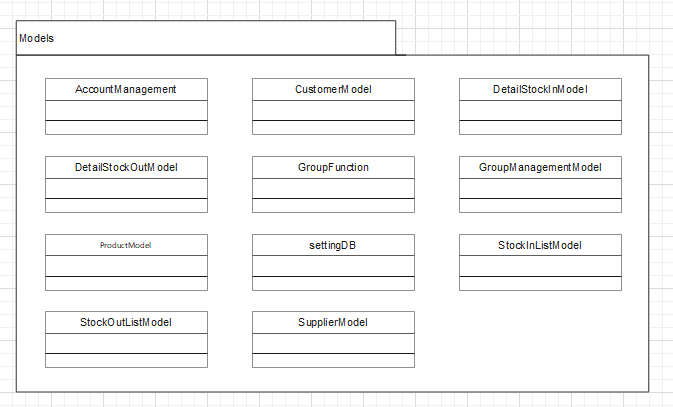 Models
AccountManagement
CustomerModel
DetailStockInModel
DetailStockOutModel
GroupFunction
GroupManagementModel
ProductModel
settingDB
StockInListModel
StockOutListModel
SupplierModel